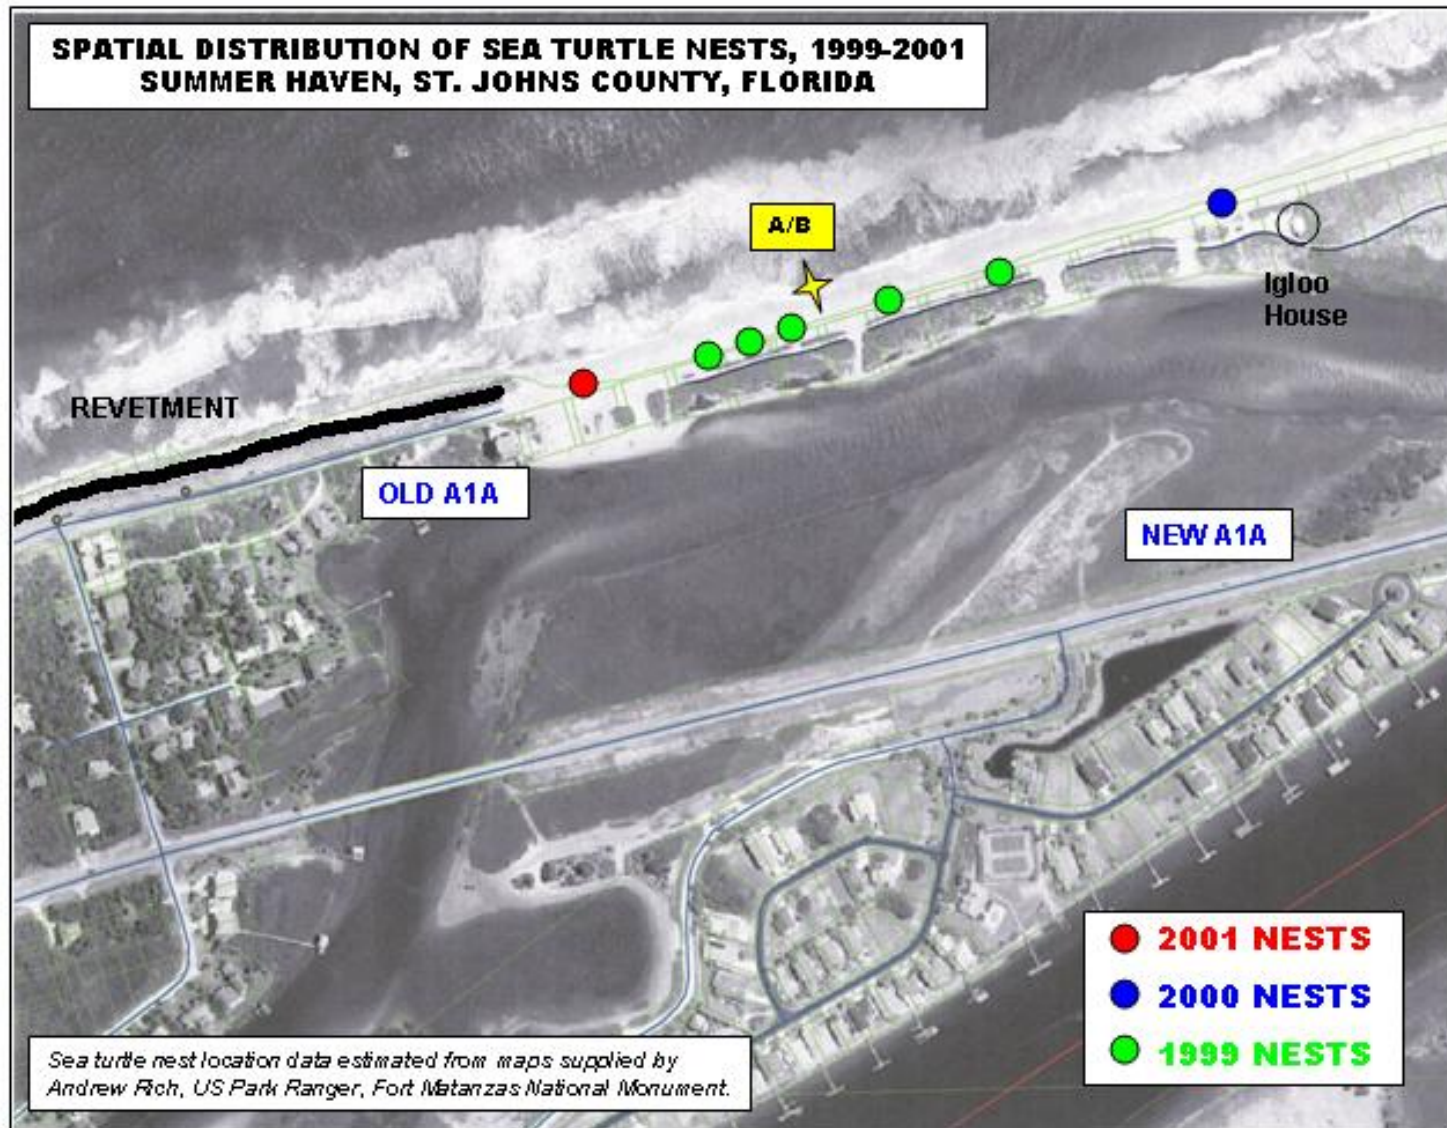 SPATIAL DISTRIBUTION OF SEA TURTLE NESTS, 1999-2001
SUMMER HAVEN, ST. JOHNS COUNTY, FLORIDA
A/B
Igloo
House
REVETMENT
OLD A1A
NEW A1A
2001 NESTS
2000 NESTS
1999 NESTS
Sea turtle nest location data estimated from maps supplied by
Andrew Rich, US Park Ranger, Fort Matanzas National Monument.